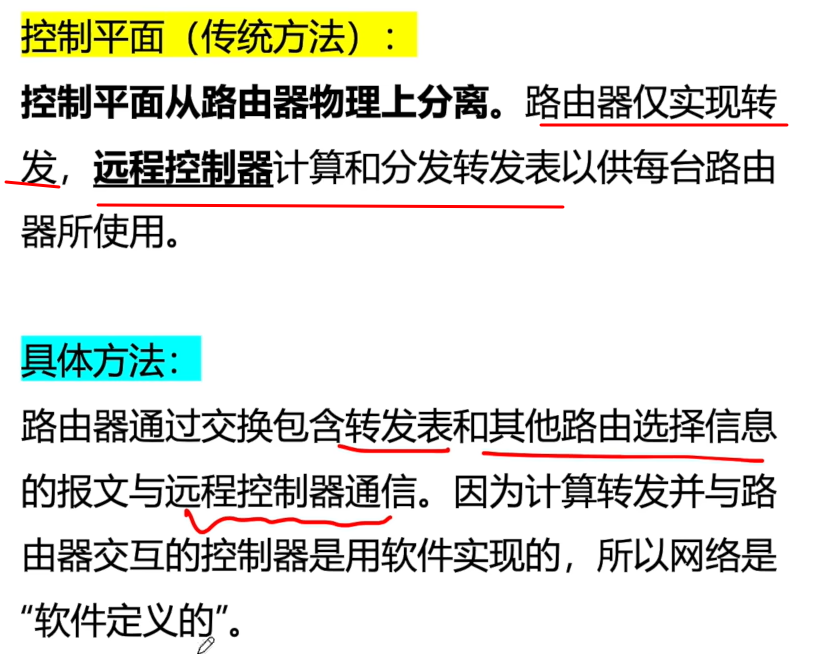 控制平面（传统方法）：
控制平面从路由器物理上分离。路由器仅实现转
发，远程控制器计算和分发转发表以供每台路由
器所使用。
具体方法：
路由器通过交换包含转发表和其他路由选择信息
的报文与远程控制器通信。因为计算转发并与路
由器交互的控制器是用软件实现的，所以网络是
“软件定义的”。